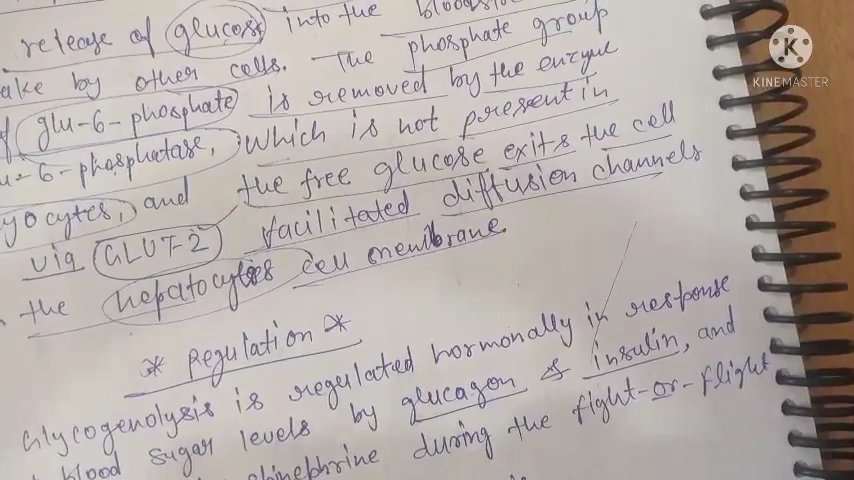 release of glucose into the
ake by other cells. The phosphate group
f glu-6-phosphate is removed by the enzyme
u-6-phosphatase, which is not present in
yocytes, and the free glucose exits the cell
via GLUT-2 facilitated diffusion channels
the hepatocytes cell membrane.
* Regulation *
Glycogenolysis is regulated hormonally in response
blood sugar levels by glucagon & insulin, and
ephinephrine during the fight-or-flight
KINEMASTER